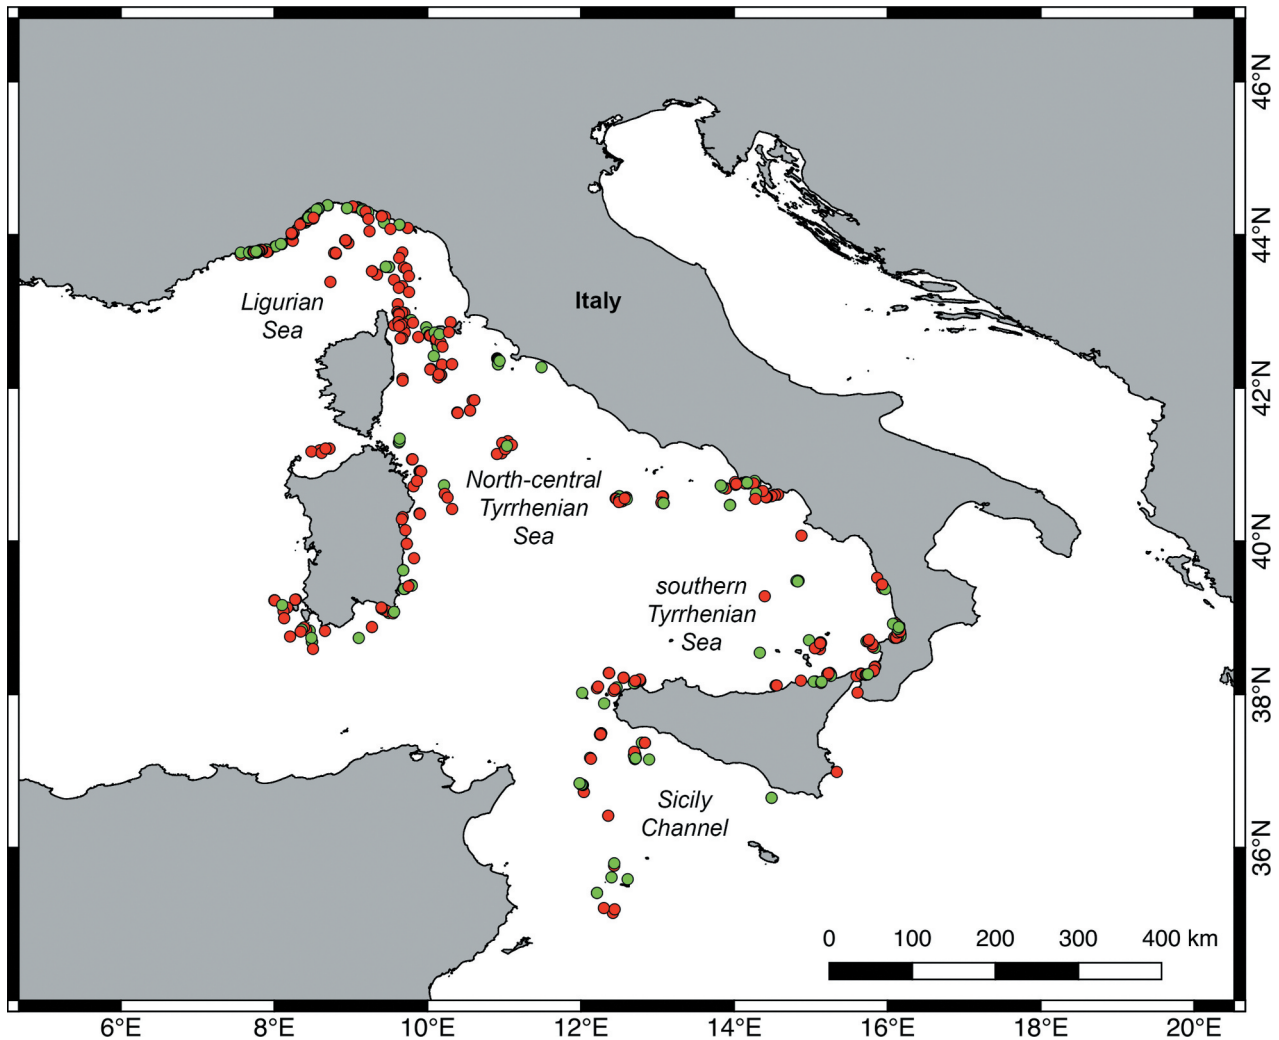 46°N
44°N
Ligurian
Sea
Italy
42°N
North-central
Tyrrhenian
Sea
40°N
southern
Tyrrhenian
Sea
38°N
Sicily
Channel
36°N
0 100 200 300 400 km
6°E 8°E 10°E 12°E 14°E 16°E 18°E 20°E